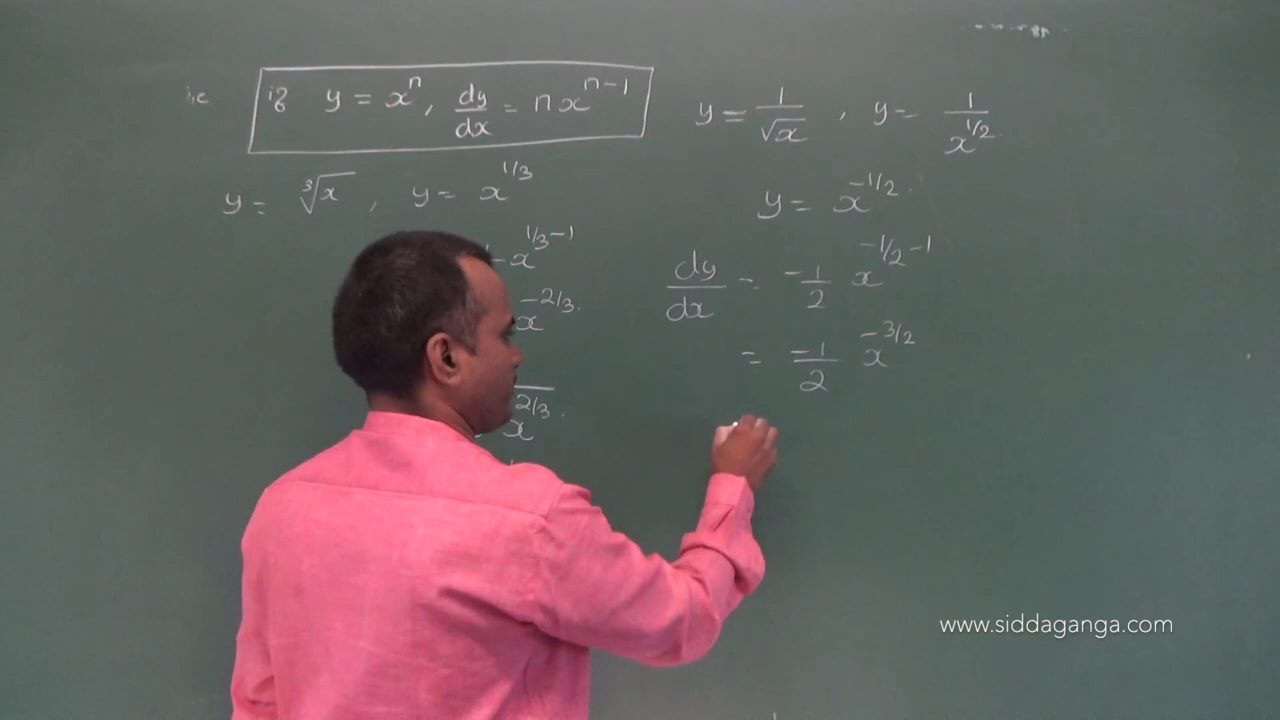 i,e if y = x^n, dy/dx = n x^{n-1}
y = ∛x, y = x^{1/3}
x^{1/3-1}
x^{-2/3}.
x^{2/3}.
y = 1/√x, y = 1/x^{1/2}.
y = x^{-1/2}.
dy/dx = -1/2 x^{-1/2-1}
= -1/2 x^{-3/2}
www.siddaganga.com